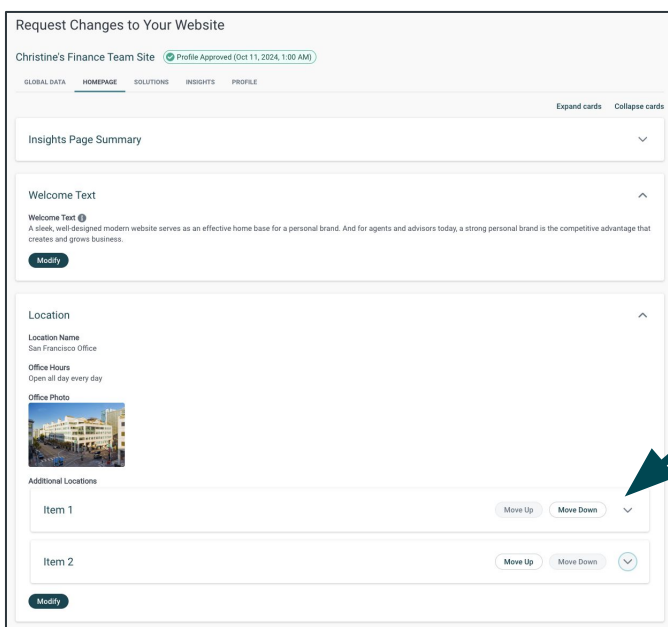 Request Changes to Your Website
Christine's Finance Team Site Profile Approved (Oct 11, 2024, 1:00 AM)
GLOBAL DATA HOMEPAGE SOLUTIONS INSIGHTS PROFILE
Expand cards Collapse cards
Insights Page Summary
Welcome Text
Welcome Text
A sleek, well-designed modern website serves as an effective home base for a personal brand. And for agents and advisors today, a strong personal brand is the competitive advantage that
creates and grows business.
Modify
Location
Location Name
San Francisco Office
Office Hours
Open all day every day
Office Photo
Additional Locations
Item 1 Move Up Move Down
Item 2 Move Up Move Down
Modify